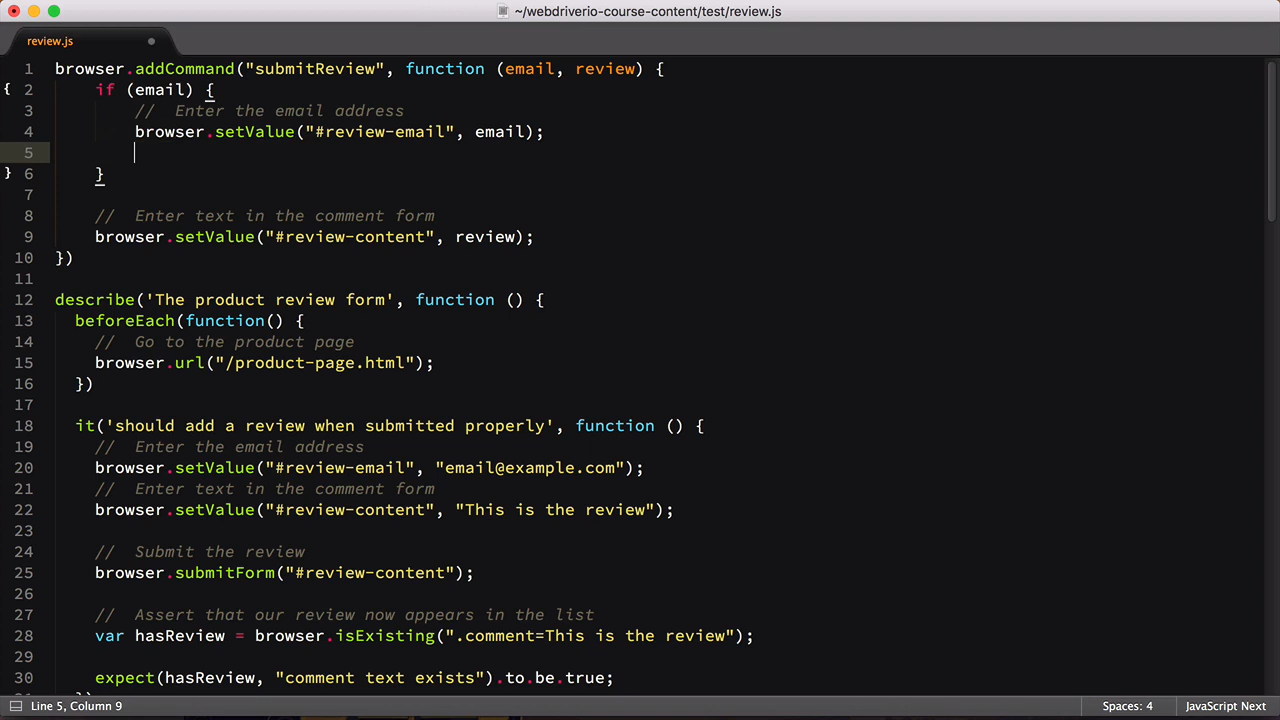 ~/webdriverio-course-content/test/review.js
review.js
1 browser.addCommand("submitReview", function (email, review) {
{ 2 if (email) {
3 // Enter the email address
4 browser.setValue("#review-email", email);
5
} 6 }
7
8 // Enter text in the comment form
9 browser.setValue("#review-content", review);
10 })
11
12 describe('The product review form', function () {
13 beforeEach(function() {
14 // Go to the product page
15 browser.url("/product-page.html");
16 })
17
18 it('should add a review when submitted properly', function () {
19 // Enter the email address
20 browser.setValue("#review-email", "email@example.com");
21 // Enter text in the comment form
22 browser.setValue("#review-content", "This is the review");
23
24 // Submit the review
25 browser.submitForm("#review-content");
26
27 // Assert that our review now appears in the list
28 var hasReview = browser.isExisting(".comment=This is the review");
29
30 expect(hasReview, "comment text exists").to.be.true;
Line 5, Column 9
Spaces: 4
JavaScript Next